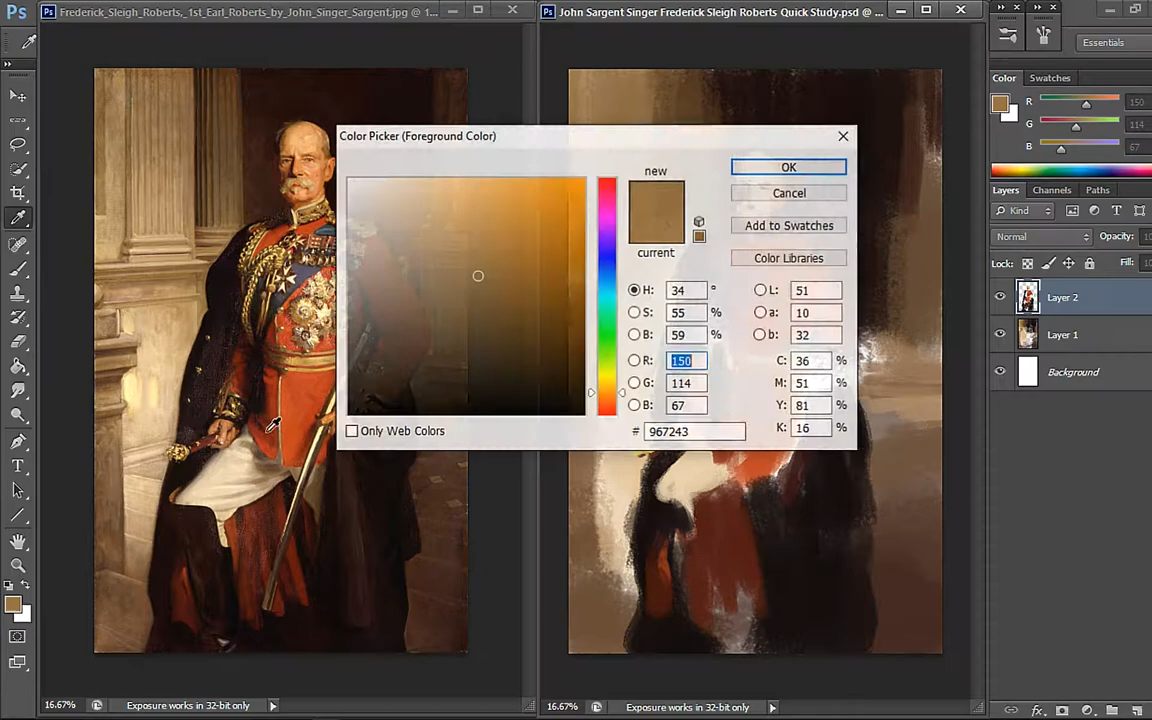 Ps
Frederick_Sleigh_Roberts,_1st_Earl_Roberts_by_John_Singer_Sargent.jpg @ 1...
Ps
John Sargent Singer Frederick Sleigh Roberts Quick Study.psd @ ...
Essentials
Color Picker (Foreground Color)
new
current
OK
Cancel
Add to Swatches
Color Libraries
H: 34 °
S: 55 %
B: 59 %
R: 150
G: 114
B: 67
# 967243
L: 51
a: 10
b: 32
C: 36 %
M: 51 %
Y: 81 %
K: 16 %
Only Web Colors
Color
Swatches
R 150
G 114
B 67
Layers
Channels
Paths
Kind
T
Normal
Opacity:
Lock:
Fill:
Layer 2
Layer 1
Background
fx
T
16.67%
Exposure works in 32-bit only
16.67%
Exposure works in 32-bit only